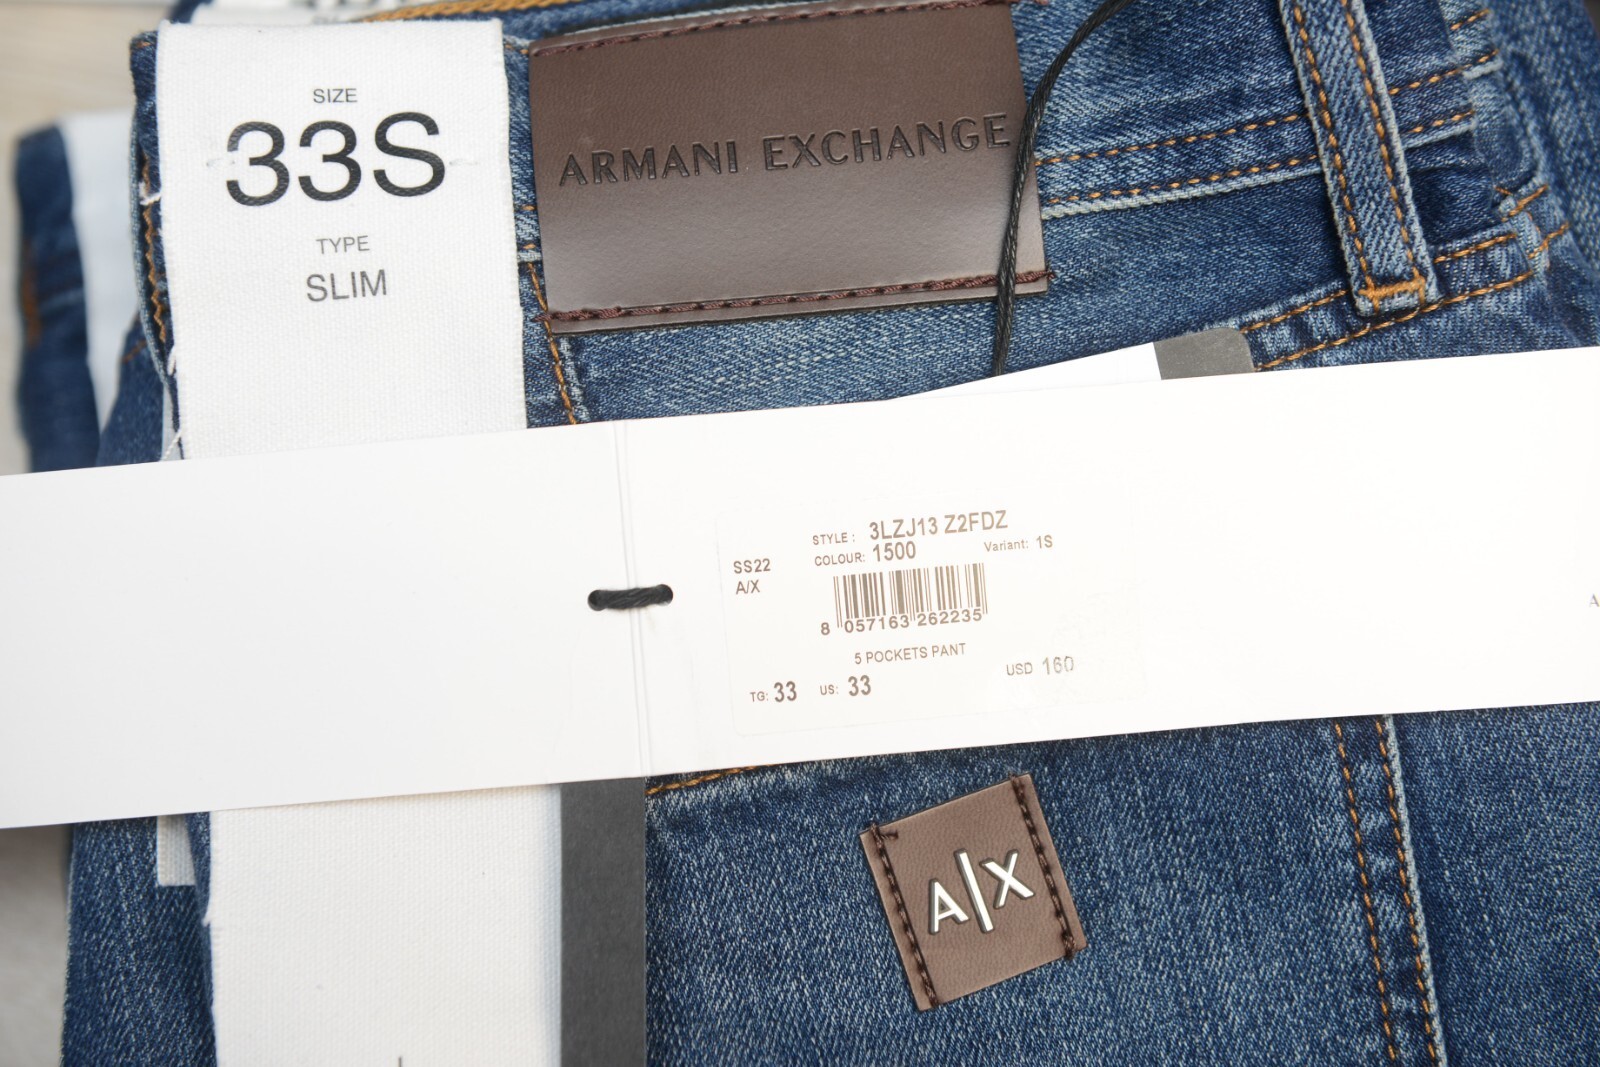 SIZE
33S
TYPE
SLIM
ARMANI EXCHANGE
STYLE : 3LZJ13 Z2FDZ
COLOUR: 1500 Variant: 1S
SS22
A/X
8 057163 262235
5 POCKETS PANT
TG: 33 US: 33 USD 160
A|X